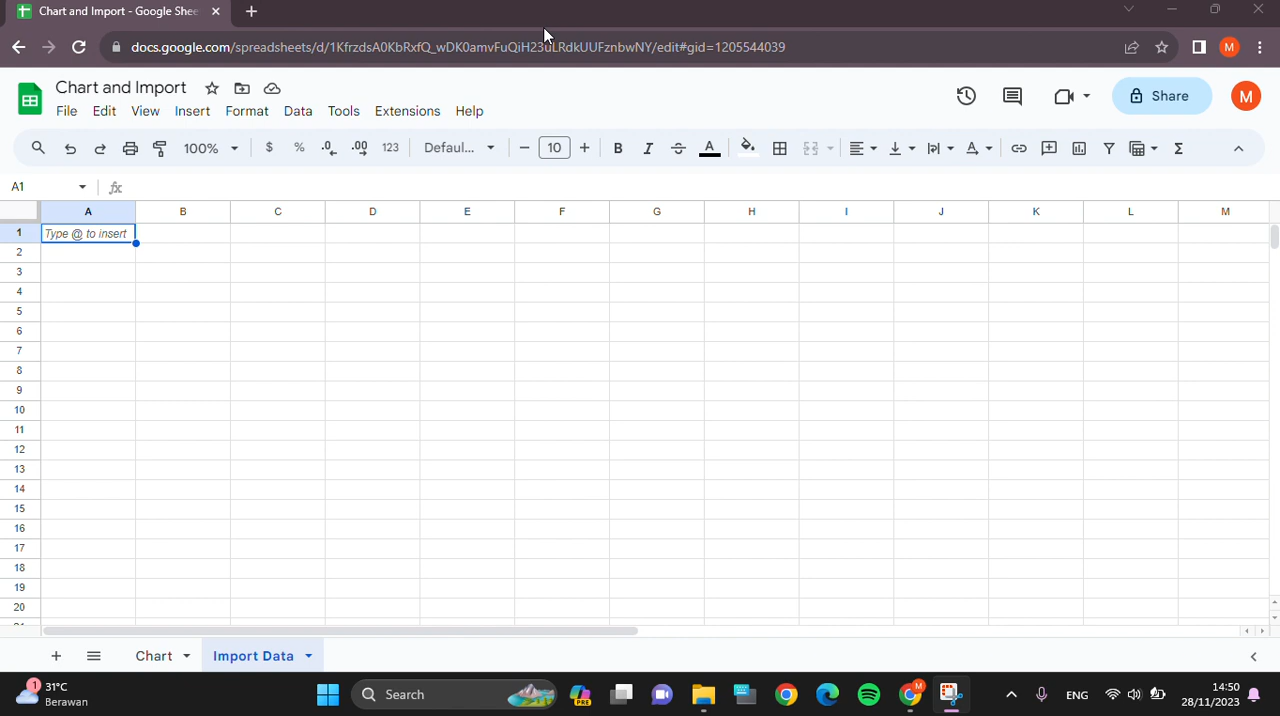 Chart and Import - Google Shee
docs.google.com/spreadsheets/d/1KfrzdsA0KbRxfQ_wDK0amvFuQiH23uLRdkUUFznbwNY/edit#gid=1205544039
M
Chart and Import
File Edit View Insert Format Data Tools Extensions Help
Share
M
100% $ % .0 .00 123 Defaul... − 10 + B I S A Σ
A1 fx
A B C D E F G H I J K L M
1 Type @ to insert
2
3
4
5
6
7
8
9
10
11
12
13
14
15
16
17
18
19
20
Chart Import Data
1 31°C
Berawan
Search
PRE
M
ENG
14:50
28/11/2023